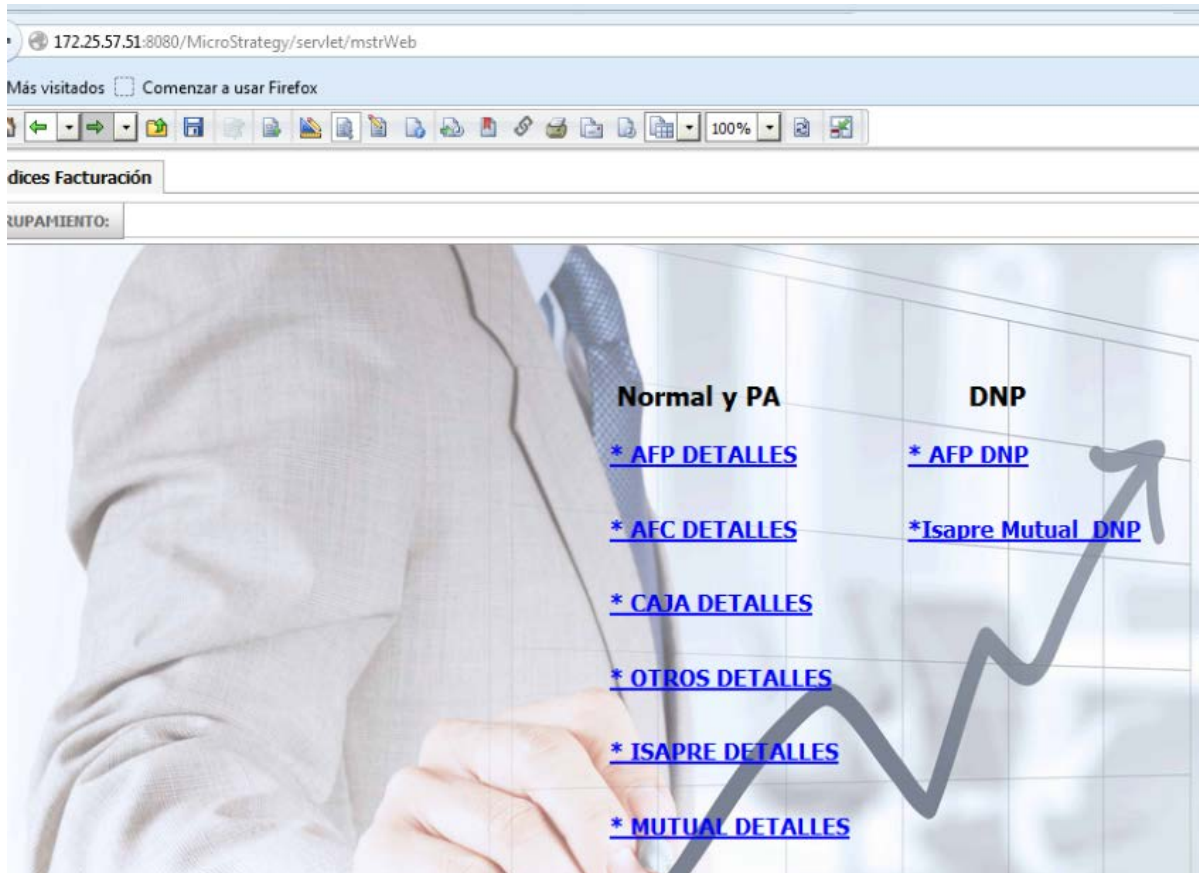 172.25.57.51:8080/MicroStrategy/servlet/mstrWeb
Más visitados Comenzar a usar Firefox
100%
dices Facturación
RUPAMIENTO:
Normal y PA DNP
* AFP DETALLES * AFP DNP
* AFC DETALLES *Isapre Mutual DNP
* CAJA DETALLES
* OTROS DETALLES
* ISAPRE DETALLES
* MUTUAL DETALLES